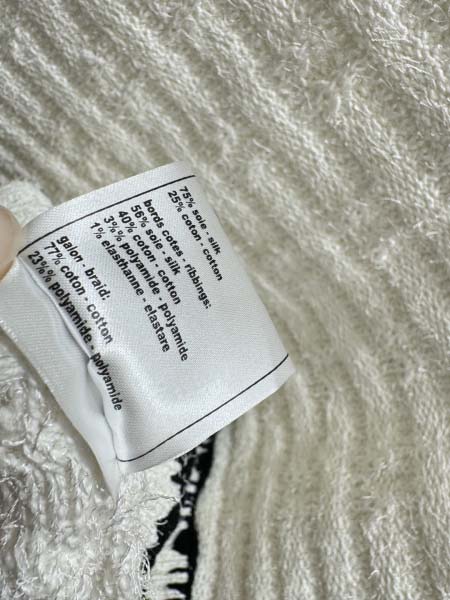 75% soie - silk
25% coton - cotton
bords cotes - ribbings:
56% soie - silk
40% coton - cotton
3% polyamide - polyamide
1% elasthanne - elastare
galon - braid:
77% coton - cotton
23% polyamide - polyamide